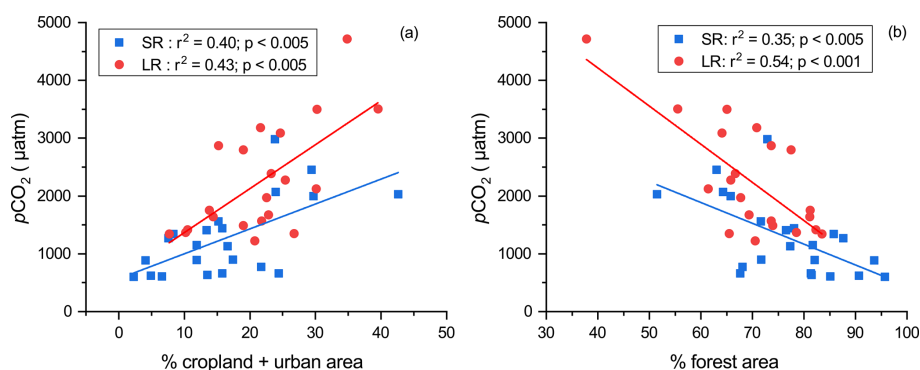 (a)
SR : r² = 0.40; p < 0.005
LR : r² = 0.43; p < 0.005
pCO₂ ( µatm)
5000
4000
3000
2000
1000
0
0 10 20 30 40 50
% cropland + urban area
(b)
SR: r² = 0.35; p < 0.005
LR: r² = 0.54; p < 0.001
pCO₂ ( µatm)
5000
4000
3000
2000
1000
0
30 40 50 60 70 80 90 100
% forest area